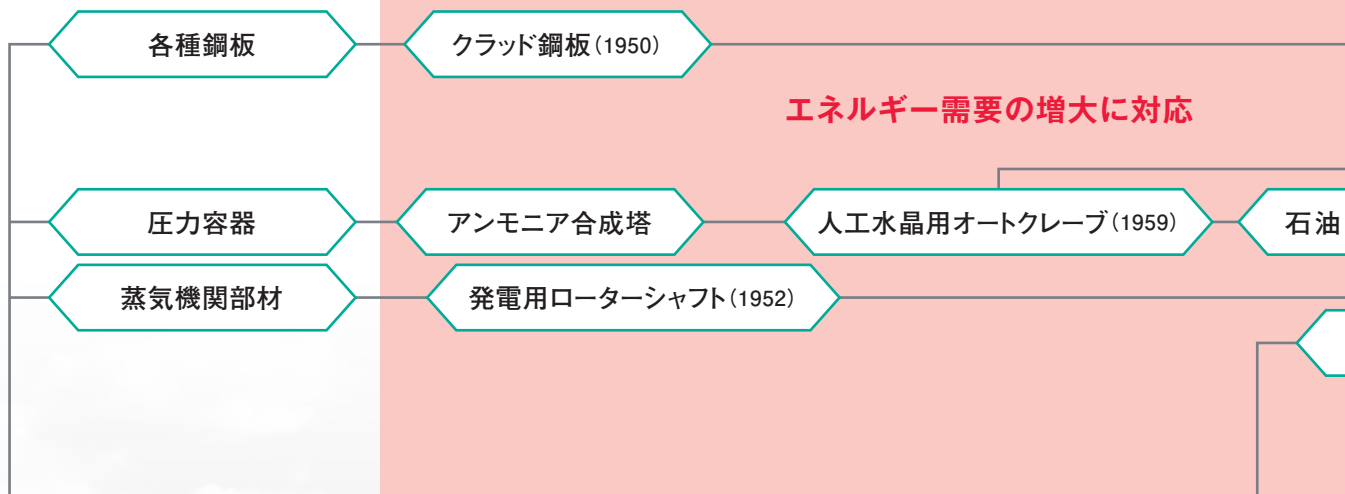 各種鋼板
クラッド鋼板(1950)
エネルギー需要の増大に対応
圧力容器
アンモニア合成塔
人工水晶用オートクレーブ(1959)
石油
蒸気機関部材
発電用ローターシャフト(1952)